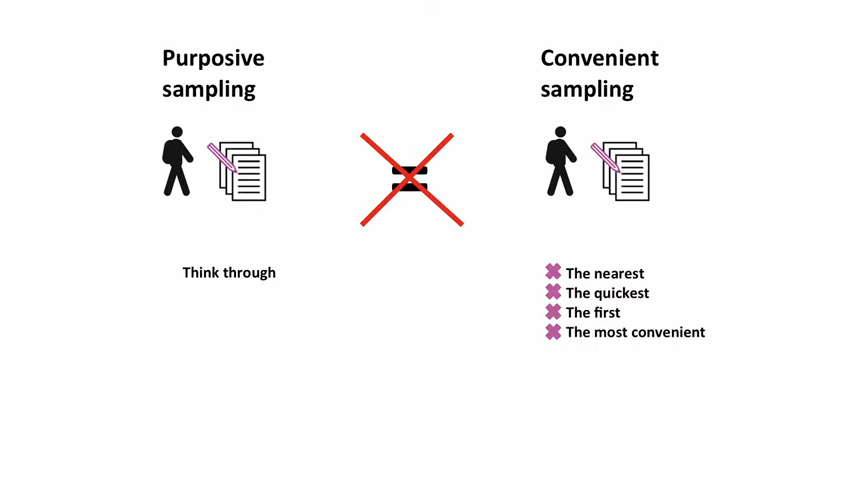 Purposive
sampling
Convenient
sampling
Think through
The nearest
The quickest
The first
The most convenient